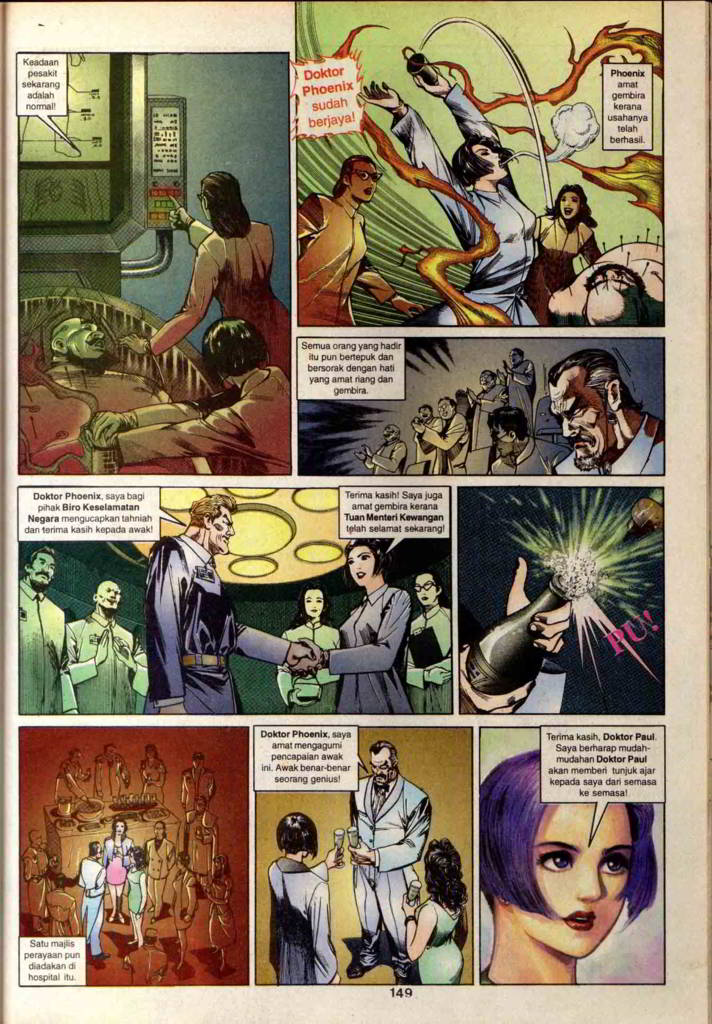 Keadaan
pesakit
sekarang
adalah
normal!
Doktor
Phoenix
sudah
berjaya!
Phoenix
amat
gembira
kerana
usahanya
telah
berhasil.
Semua orang yang hadir
itu pun bertepuk dan
bersorak dengan hati
yang amat riang dan
gembira.
Doktor Phoenix, saya bagi
pihak Biro Keselamatan
Negara mengucapkan tahniah
dan terima kasih kepada awak!
Terima kasih! Saya juga
amat gembira kerana
Tuan Menteri Kewangan
telah selamat sekarang!
PU!
Satu majlis
perayaan pun
diadakan di
hospital itu.
Doktor Phoenix, saya
amat mengagumi
pencapaian awak
ini. Awak benar-benar
seorang genius!
Terima kasih, Doktor Paul.
Saya berharap mudah-
mudahan Doktor Paul
akan memberi tunjuk ajar
kepada saya dari semasa
ke semasa!
149